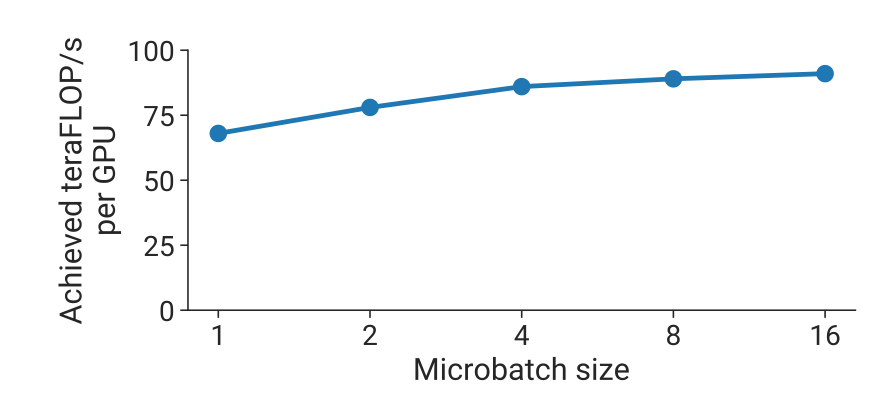 Achieved teraFLOP/s
per GPU
100
75
50
25
0
1 2 4 8 16
Microbatch size